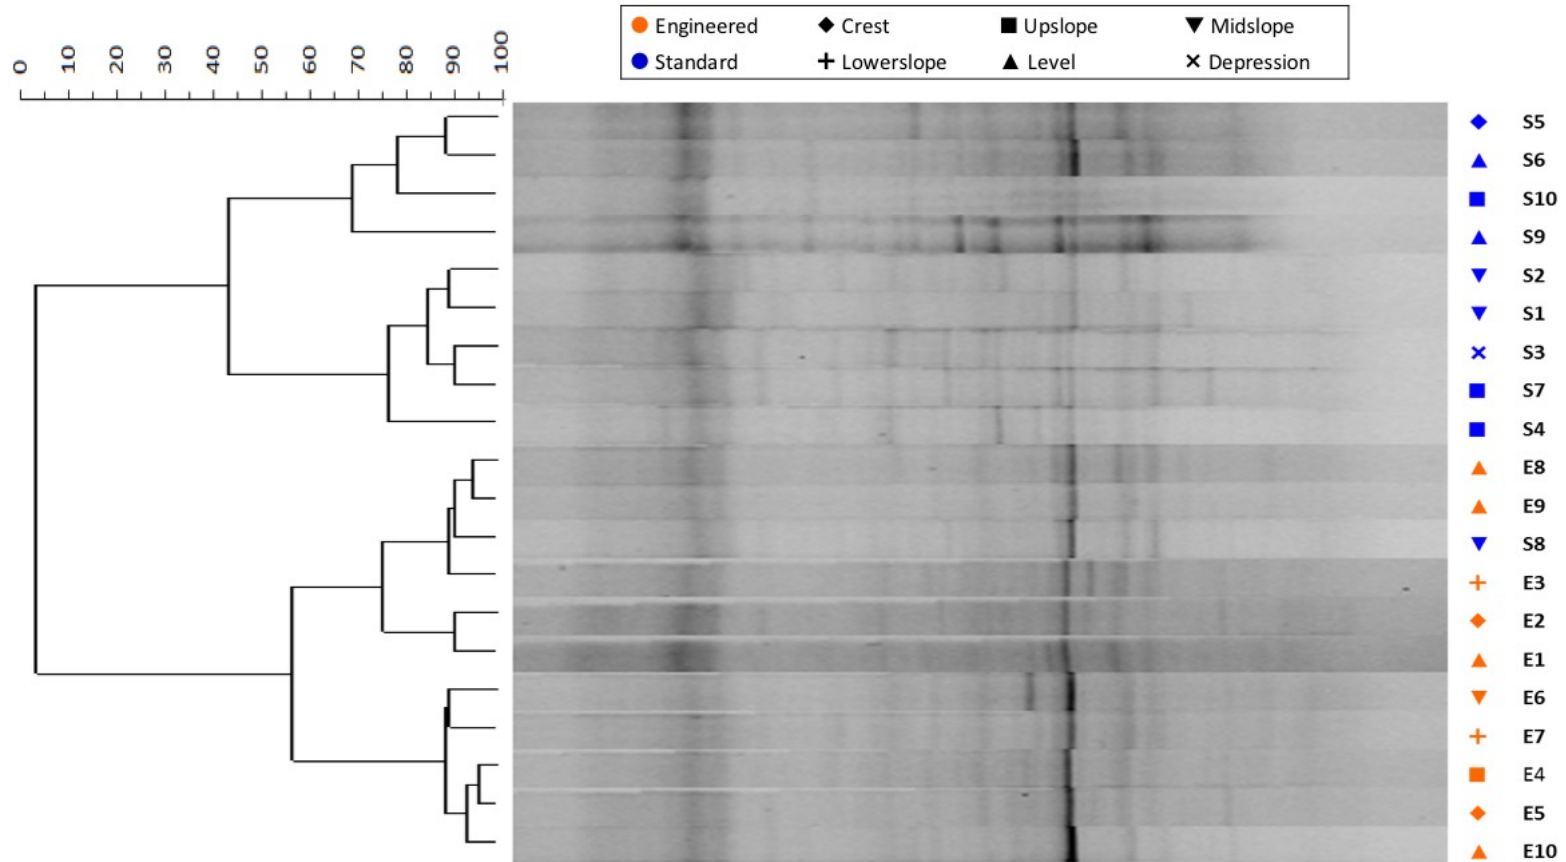 Engineered Crest Upslope Midslope
Standard Lowerslope Level Depression
0 10 20 30 40 50 60 70 80 90 100
S5
S6
S10
S9
S2
S1
S3
S7
S4
E8
E9
S8
E3
E2
E1
E6
E7
E4
E5
E10